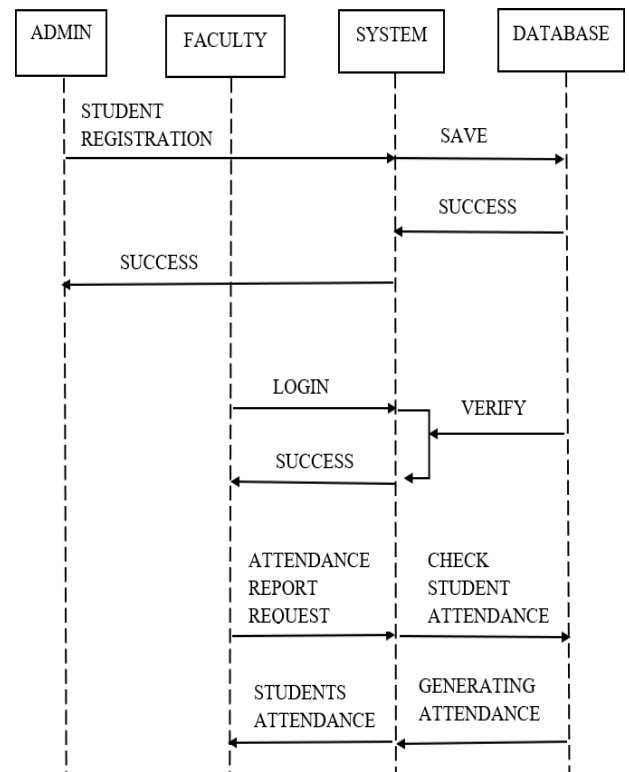 ADMIN
FACULTY
SYSTEM
DATABASE
STUDENT
REGISTRATION
SAVE
SUCCESS
SUCCESS
LOGIN
VERIFY
SUCCESS
ATTENDANCE
REPORT
REQUEST
CHECK
STUDENT
ATTENDANCE
STUDENTS
ATTENDANCE
GENERATING
ATTENDANCE